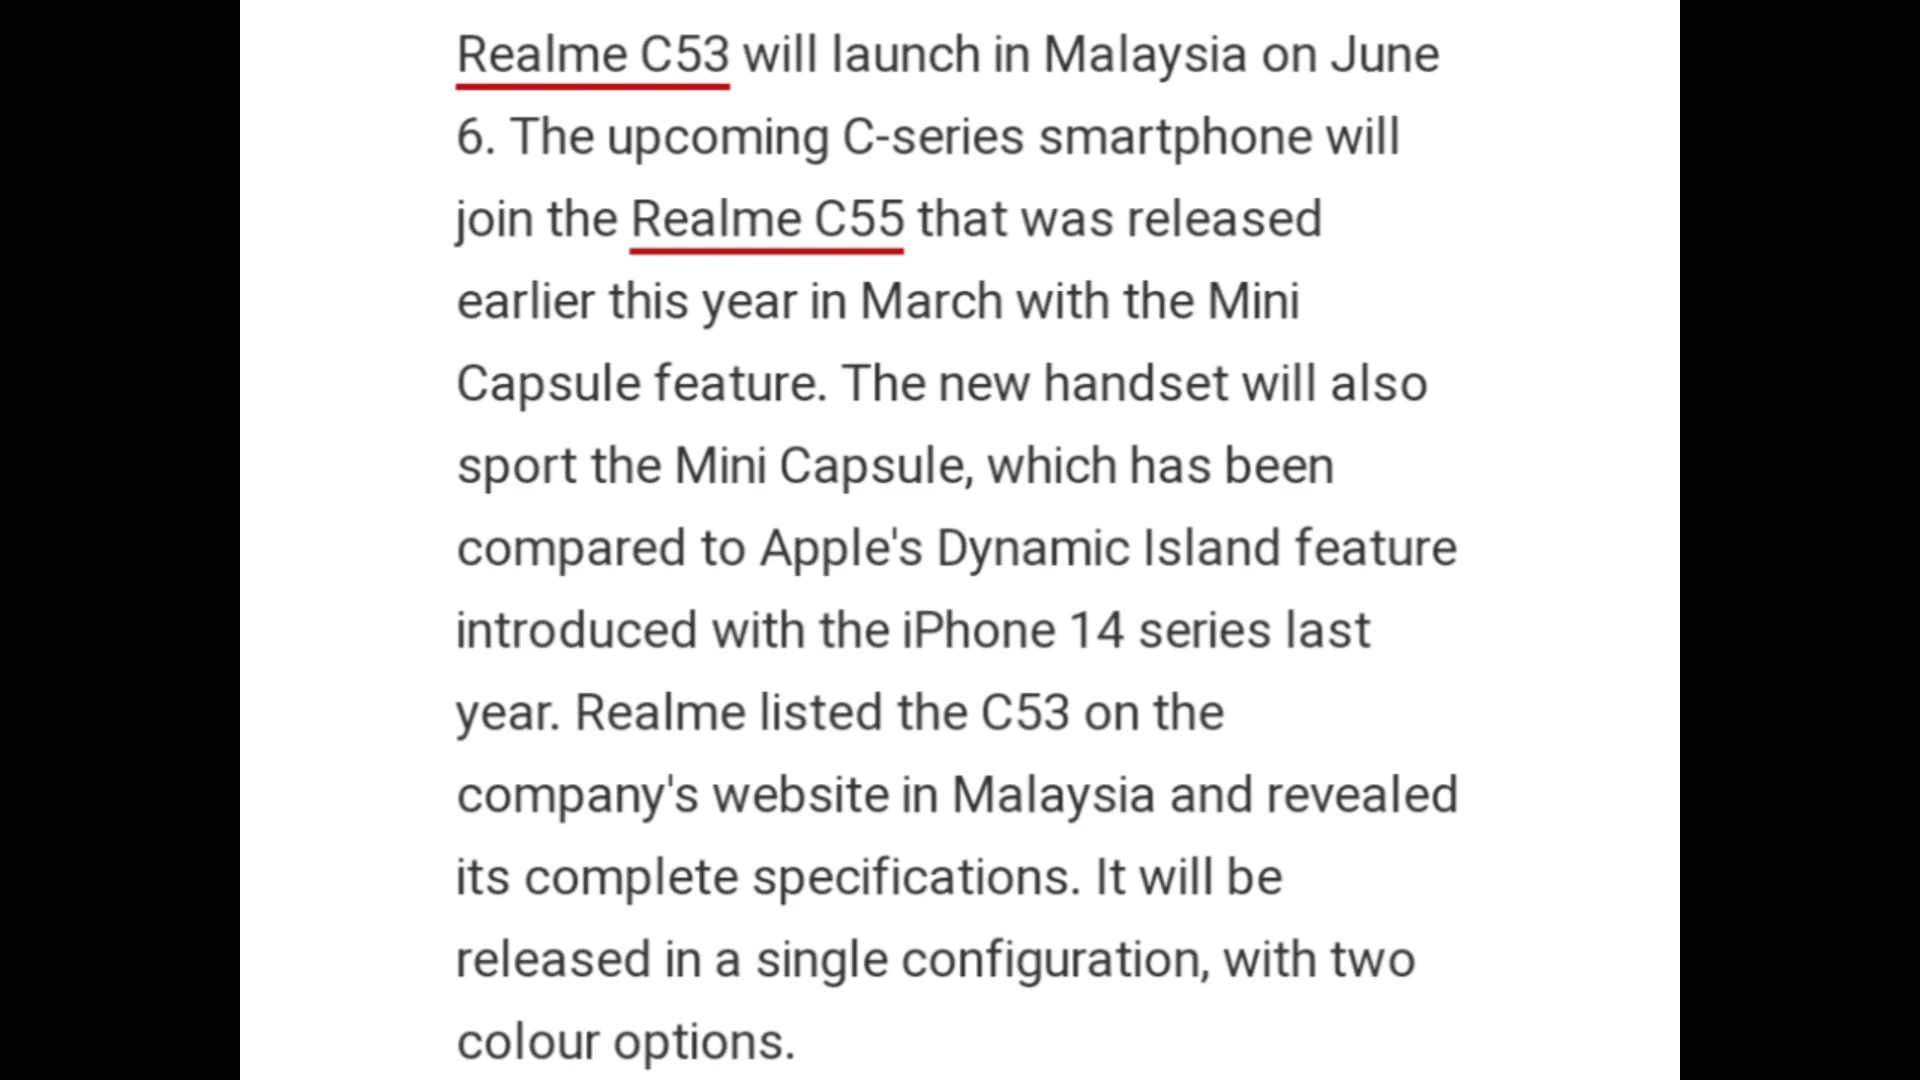 Realme C53 will launch in Malaysia on June
6. The upcoming C-series smartphone will
join the Realme C55 that was released
earlier this year in March with the Mini
Capsule feature. The new handset will also
sport the Mini Capsule, which has been
compared to Apple's Dynamic Island feature
introduced with the iPhone 14 series last
year. Realme listed the C53 on the
company's website in Malaysia and revealed
its complete specifications. It will be
released in a single configuration, with two
colour options.